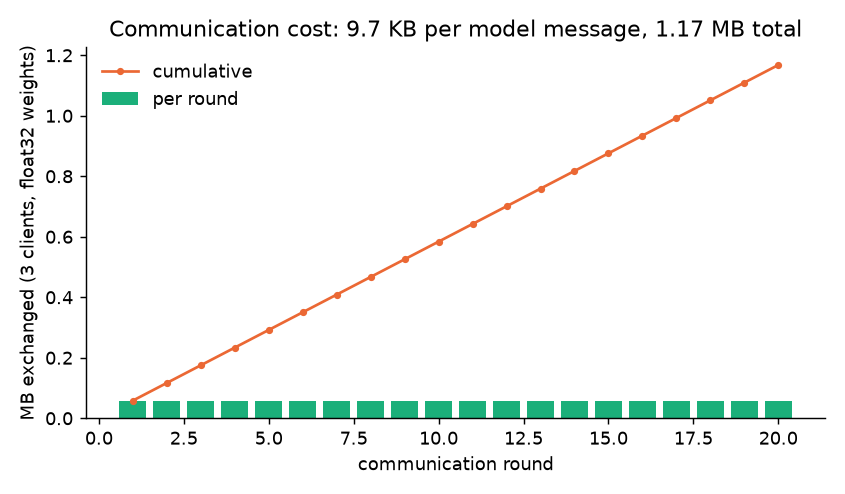 Communication cost: 9.7 KB per model message, 1.17 MB total
MB exchanged (3 clients, float32 weights)
cumulative
per round
1.2
1.0
0.8
0.6
0.4
0.2
0.0
0.0 2.5 5.0 7.5 10.0 12.5 15.0 17.5 20.0
communication round